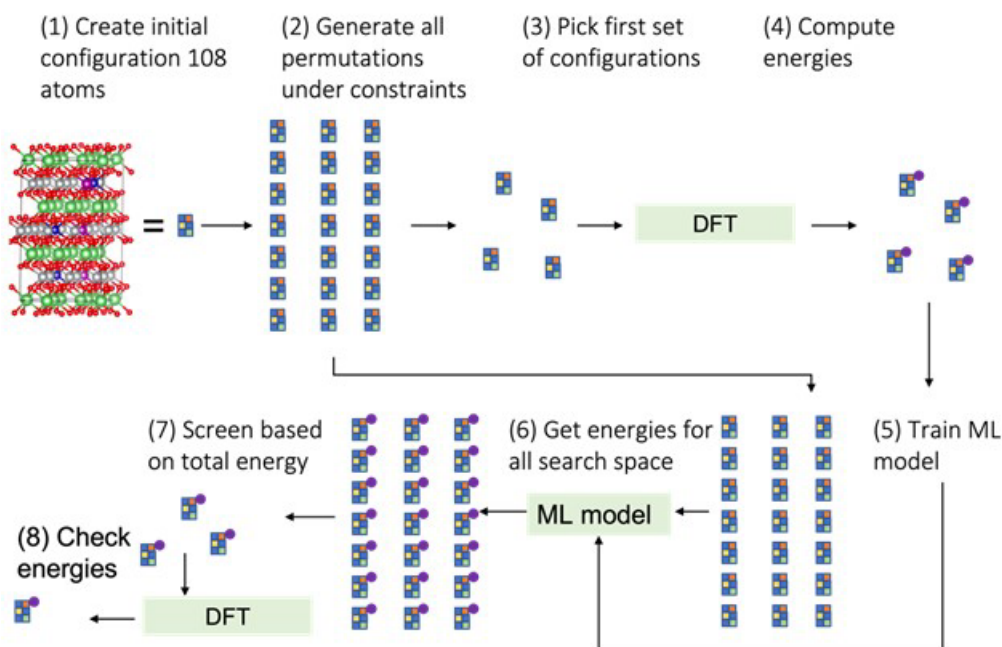 (1) Create initial
configuration 108
atoms
(2) Generate all
permutations
under constraints
(3) Pick first set
of configurations
(4) Compute
energies
=
DFT
(5) Train ML
model
(6) Get energies for
all search space
ML model
(7) Screen based
on total energy
(8) Check
energies
DFT